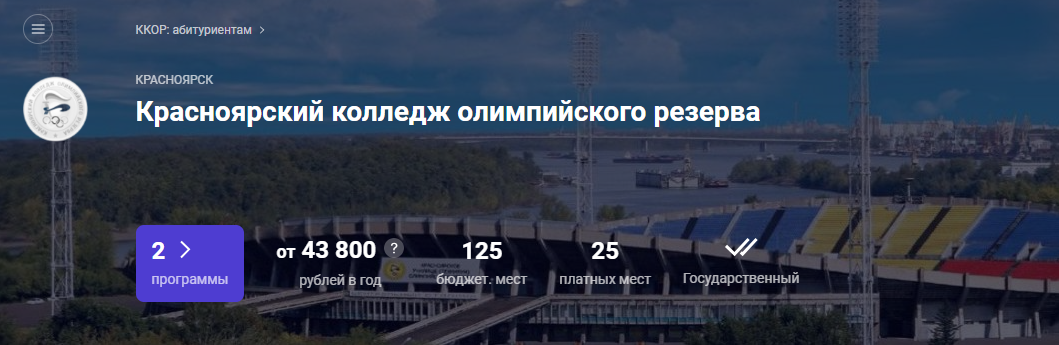 ККОР: абитуриентам
КРАСНОЯРСК
Красноярский колледж олимпийского резерва
2
программы
от 43 800 ?
рублей в год
125
бюджет. мест
25
платных мест
Государственный